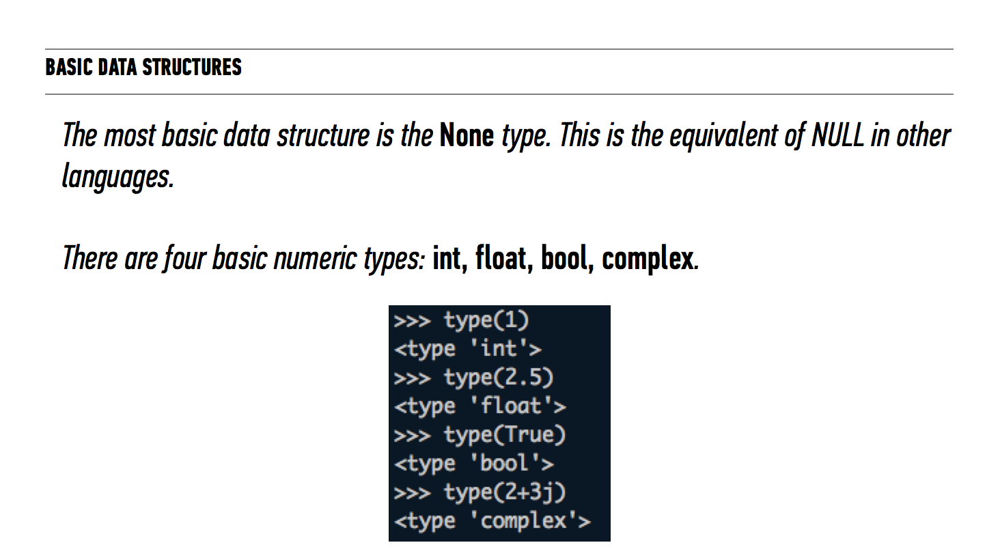 BASIC DATA STRUCTURES
The most basic data structure is the None type. This is the equivalent of NULL in other
languages.
There are four basic numeric types: int, float, bool, complex.
>>> type(1)
<type 'int'>
>>> type(2.5)
<type 'float'>
>>> type(True)
<type 'bool'>
>>> type(2+3j)
<type 'complex'>